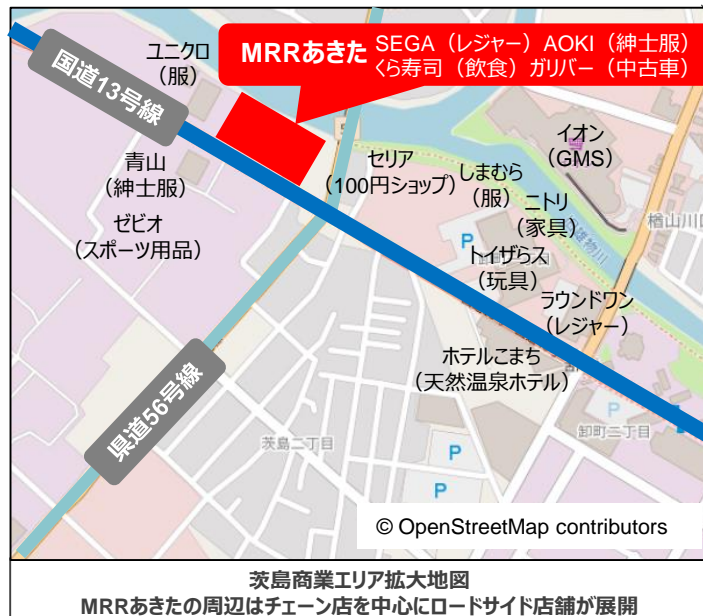 ユニクロ
（服）
MRRあきた
SEGA（レジャー）AOKI（紳士服）
くら寿司（飲食）ガリバー（中古車）
国道13号線
青山
（紳士服）
ゼビオ
（スポーツ用品）
セリア
（100円ショップ）
しまむら
（服）
イオン
（GMS）
ニトリ
（家具）
トイザらス
（玩具）
ラウンドワン
（レジャー）
ホテルこまち
（天然温泉ホテル）
楢山川口
P
県道56号線
茨島二丁目
P
P
P
卸町二丁目
P
© OpenStreetMap contributors
茨島商業エリア拡大地図
MRRあきたの周辺はチェーン店を中心にロードサイド店舗が展開